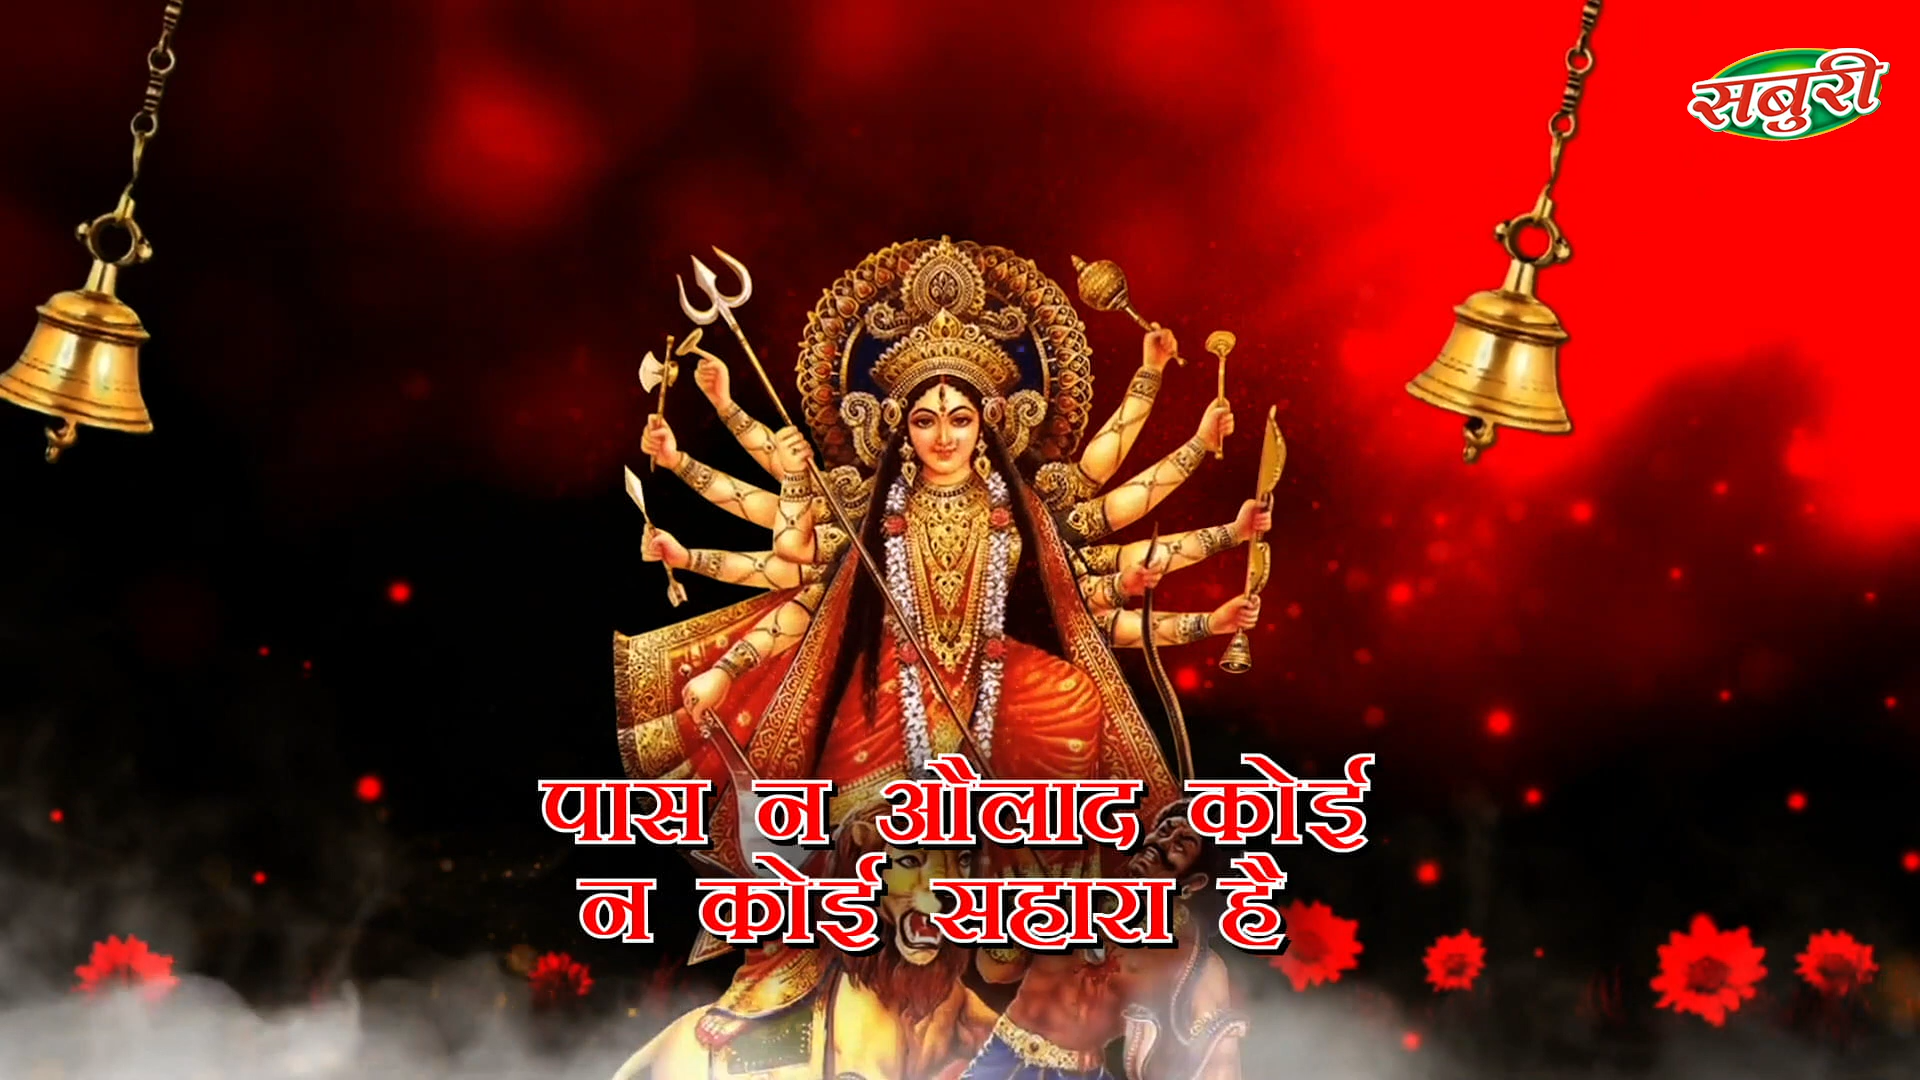 सबुरी
पास न औलाद कोई
न कोई सहारा है